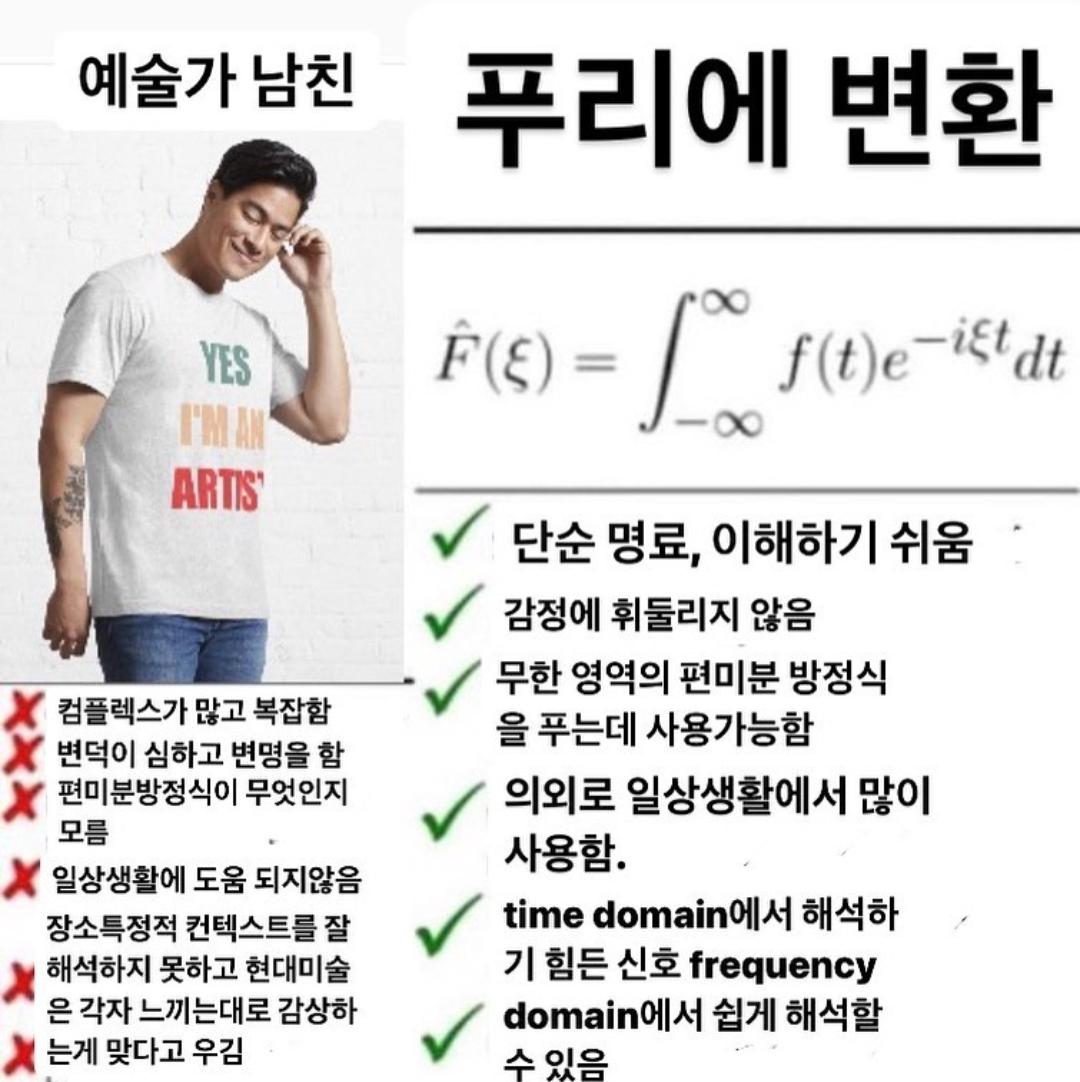 예술가 남친
YES
I'M AN
ARTIST
컴플렉스가 많고 복잡함
변덕이 심하고 변명을 함
편미분방정식이 무엇인지
모름
일상생활에 도움 되지않음
장소특정적 컨텍스트를 잘
해석하지 못하고 현대미술
은 각자 느끼는대로 감상하
는게 맞다고 우김
푸리에 변환
F̂(ξ) = ∫_{-∞}^{∞} f(t)e^{-iξt}dt
단순 명료, 이해하기 쉬움
감정에 휘둘리지 않음
무한 영역의 편미분 방정식
을 푸는데 사용가능함
의외로 일상생활에서 많이
사용함.
time domain에서 해석하
기 힘든 신호 frequency
domain에서 쉽게 해석할
수 있음